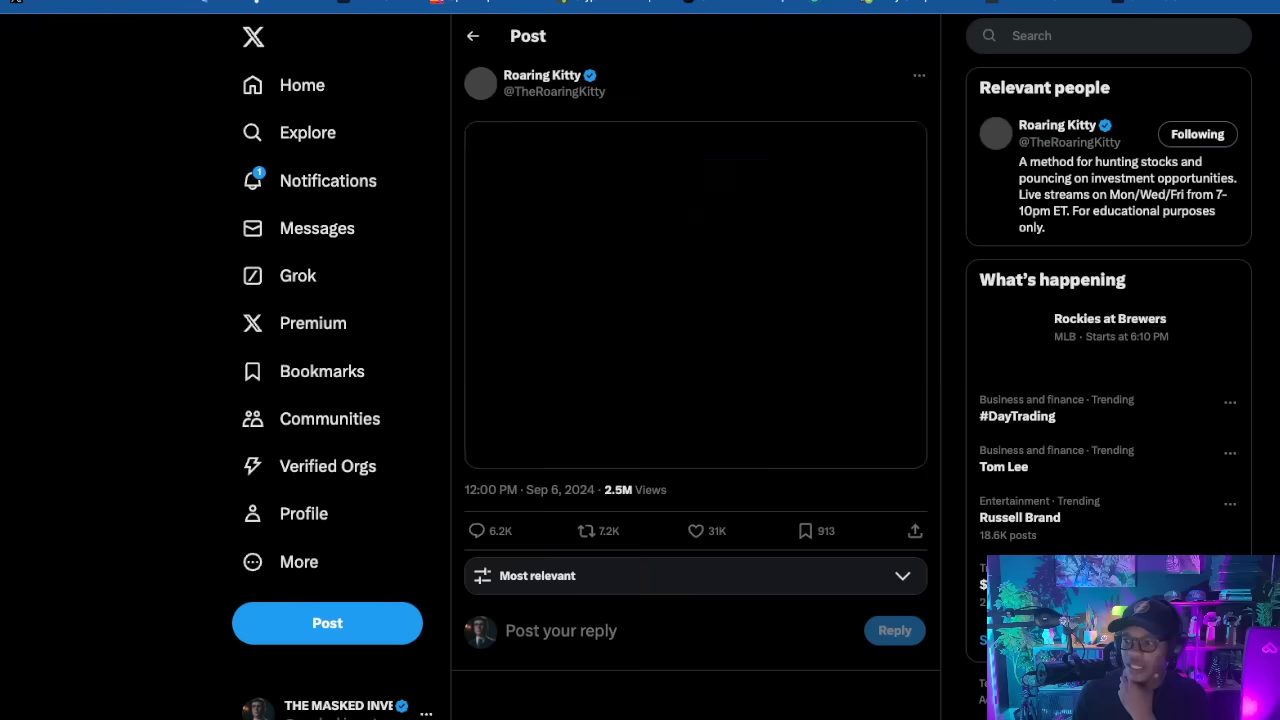 Home
Explore
1
Notifications
Messages
Grok
Premium
Bookmarks
Communities
Verified Orgs
Profile
More
Post
THE MASKED INVE
Post
Roaring Kitty
@TheRoaringKitty
12:00 PM · Sep 6, 2024 · 2.5M Views
6.2K 7.2K 31K 913
Most relevant
Post your reply
Reply
Search
Relevant people
Roaring Kitty
@TheRoaringKitty
Following
A method for hunting stocks and
pouncing on investment opportunities.
Live streams on Mon/Wed/Fri from 7-
10pm ET. For educational purposes
only.
What's happening
Rockies at Brewers
MLB · Starts at 6:10 PM
Business and finance · Trending
#DayTrading
Business and finance · Trending
Tom Lee
Entertainment · Trending
Russell Brand
18.6K posts